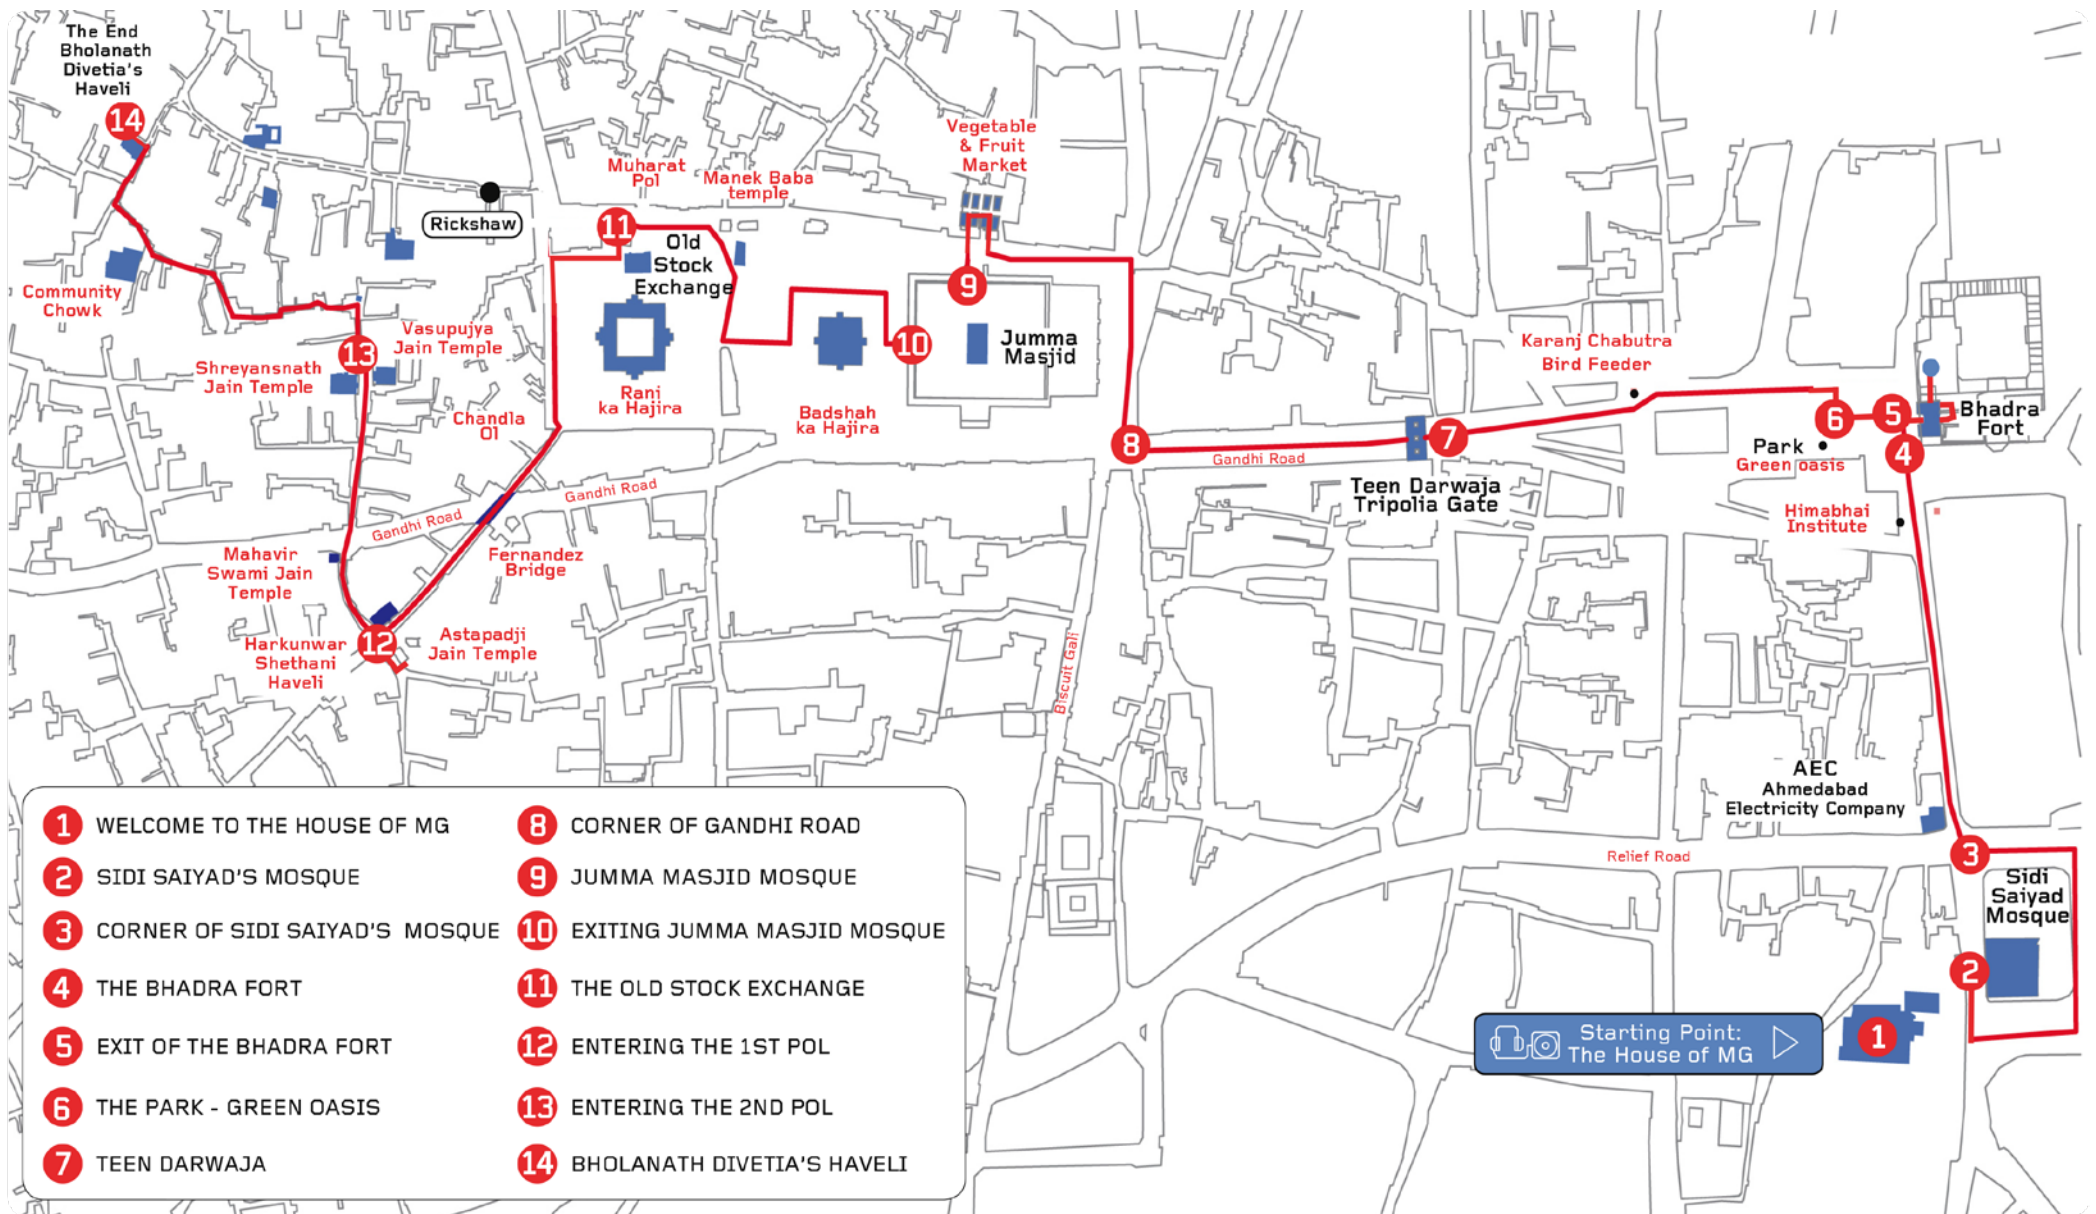 The End
Bholanath
Divetia's
Haveli
14
Rickshaw
Community
Chowk
Muharat
Pol
Manek Baba
temple
Vegetable
& Fruit
Market
11
Old
Stock
Exchange
9
10
Jumma
Masjid
Vasupujya
Jain Temple
13
Shreyansnath
Jain Temple
Chandla
Ol
Rani
ka Hajira
Badshah
ka Hajira
8
Gandhi Road
7
Teen Darwaja
Tripolia Gate
Karanj Chabutra
Bird Feeder
6
5
Bhadra
Fort
4
Park
Green oasis
Himabhai
Institute
Gandhi Road
Gandhi Road
Fernandez
Bridge
Mahavir
Swami Jain
Temple
12
Harkunwar
Shethani
Haveli
Astapadji
Jain Temple
Biscuit Gali
AEC
Ahmedabad
Electricity Company
Relief Road
3
Sidi
Saiyad
Mosque
2
1
Starting Point:
The House of MG
1 WELCOME TO THE HOUSE OF MG
2 SIDI SAIYAD'S MOSQUE
3 CORNER OF SIDI SAIYAD'S MOSQUE
4 THE BHADRA FORT
5 EXIT OF THE BHADRA FORT
6 THE PARK - GREEN OASIS
7 TEEN DARWAJA
8 CORNER OF GANDHI ROAD
9 JUMMA MASJID MOSQUE
10 EXITING JUMMA MASJID MOSQUE
11 THE OLD STOCK EXCHANGE
12 ENTERING THE 1ST POL
13 ENTERING THE 2ND POL
14 BHOLANATH DIVETIA'S HAVELI